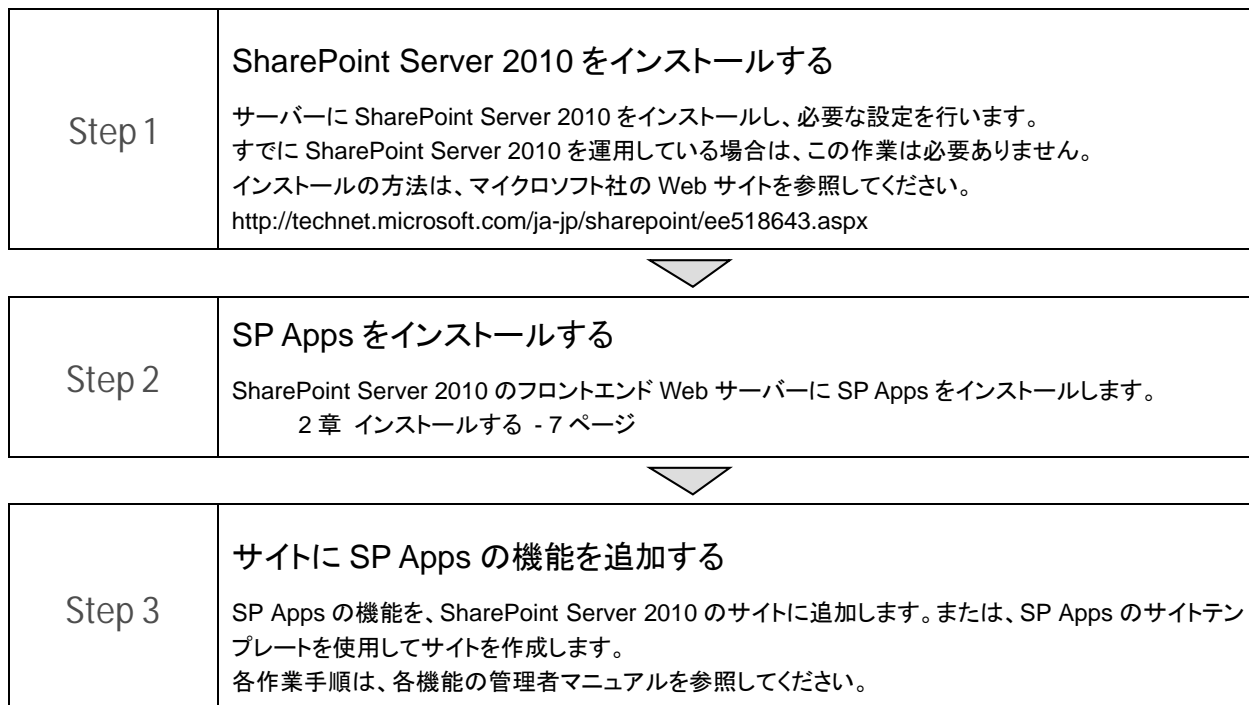 Step 1
SharePoint Server 2010 をインストールする
サーバーに SharePoint Server 2010 をインストールし、必要な設定を行います。
すでに SharePoint Server 2010 を運用している場合は、この作業は必要ありません。
インストールの方法は、マイクロソフト社の Web サイトを参照してください。
http://technet.microsoft.com/ja-jp/sharepoint/ee518643.aspx
Step 2
SP Apps をインストールする
SharePoint Server 2010 のフロントエンド Web サーバーに SP Apps をインストールします。
2 章 インストールする - 7 ページ
Step 3
サイトに SP Apps の機能を追加する
SP Apps の機能を、SharePoint Server 2010 のサイトに追加します。または、SP Apps のサイトテン
プレートを使用してサイトを作成します。
各作業手順は、各機能の管理者マニュアルを参照してください。